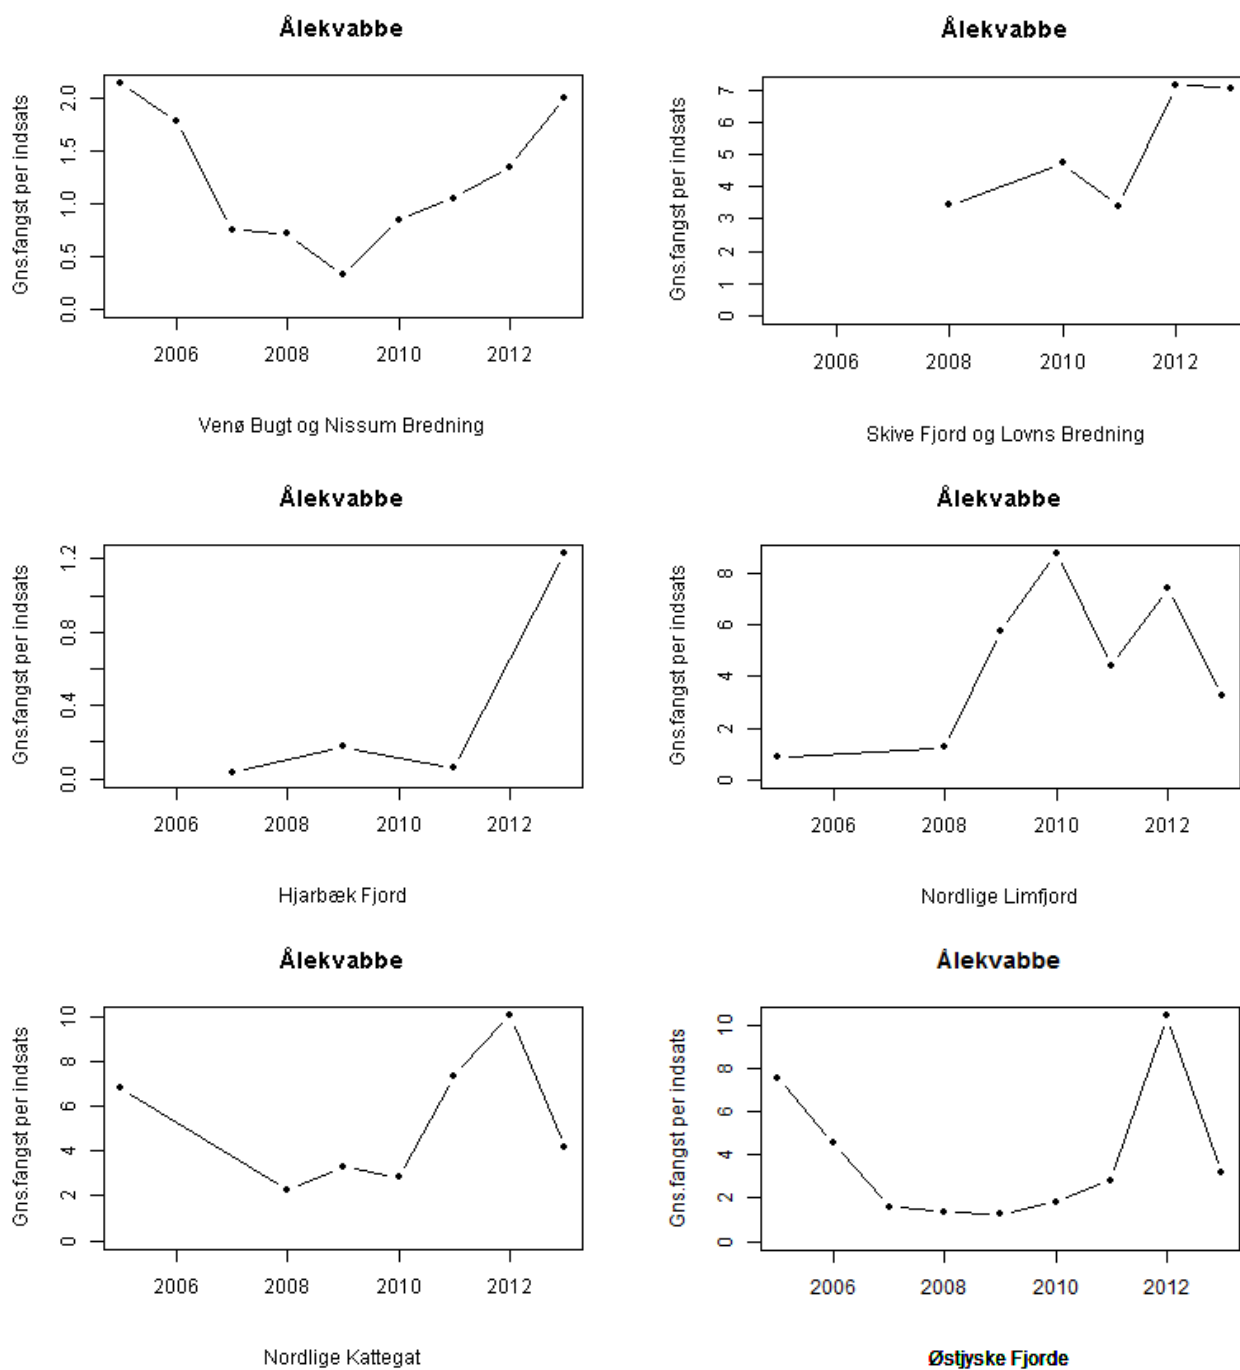 Ålekvabbe
Gns.fangst per indsats
2.0
1.5
1.0
0.5
0.0
2006 2008 2010 2012
Venø Bugt og Nissum Bredning
Ålekvabbe
Gns.fangst per indsats
7
6
5
4
3
2
1
0
2006 2008 2010 2012
Skive Fjord og Lovns Bredning
Ålekvabbe
Gns.fangst per indsats
1.2
0.8
0.4
0.0
2006 2008 2010 2012
Hjarbæk Fjord
Ålekvabbe
Gns.fangst per indsats
8
6
4
2
0
2006 2008 2010 2012
Nordlige Limfjord
Ålekvabbe
Gns.fangst per indsats
10
8
6
4
2
0
2006 2008 2010 2012
Nordlige Kattegat
Ålekvabbe
Gns.fangst per indsats
10
8
6
4
2
0
2006 2008 2010 2012
Østjyske Fjorde